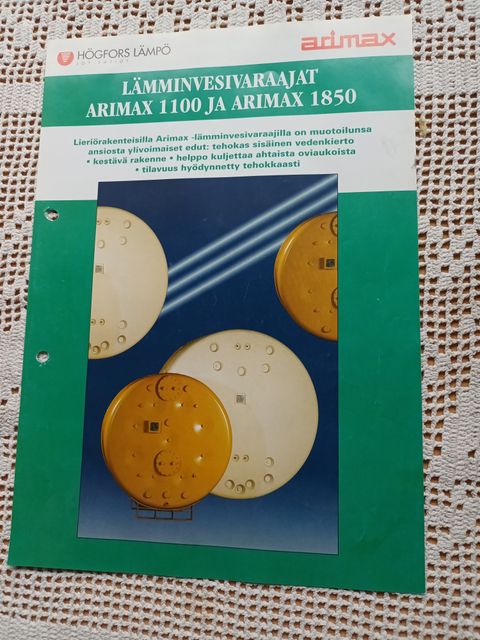 HÖGFORS LÄMPÖ
arimax
LÄMMINVESIVARAAJAT
ARIMAX 1100 JA ARIMAX 1850
Lieriörakenteisilla Arimax -lämminvesivaraajilla on muotoilunsa
ansiosta ylivoimaiset edut: tehokas sisäinen vedenkierto
• kestävä rakenne • helppo kuljettaa ahtaista oviaukoista
• tilavuus hyödynnetty tehokkaasti